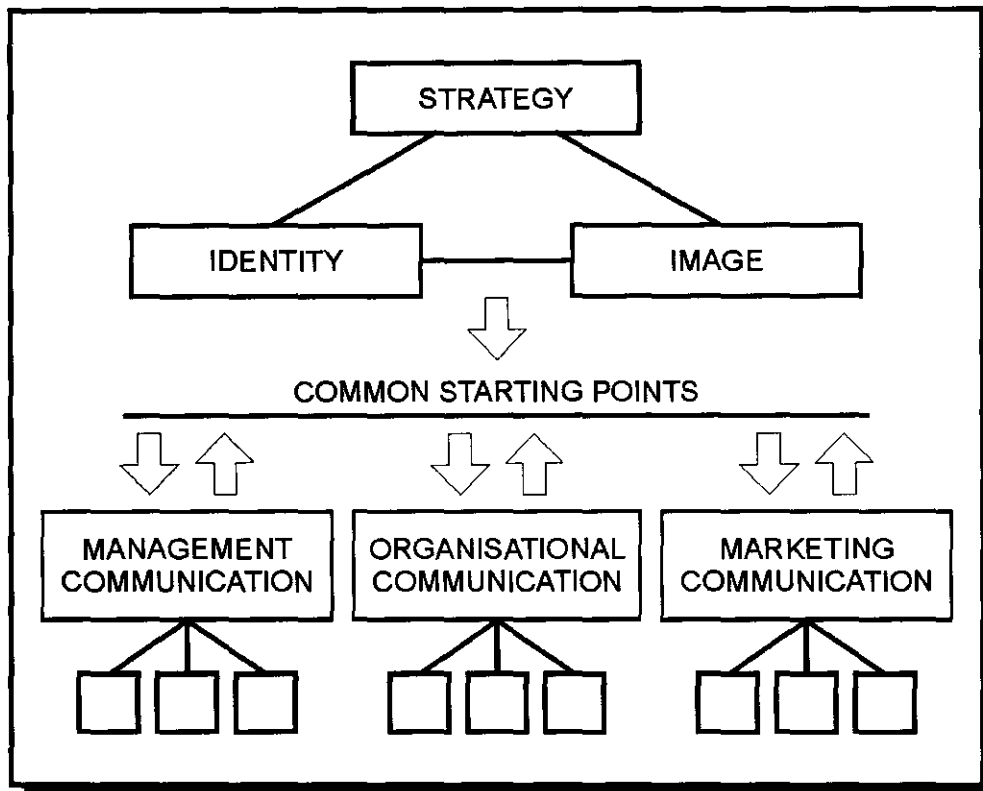 STRATEGY
IDENTITY
IMAGE
COMMON STARTING POINTS
MANAGEMENT
COMMUNICATION
ORGANISATIONAL
COMMUNICATION
MARKETING
COMMUNICATION